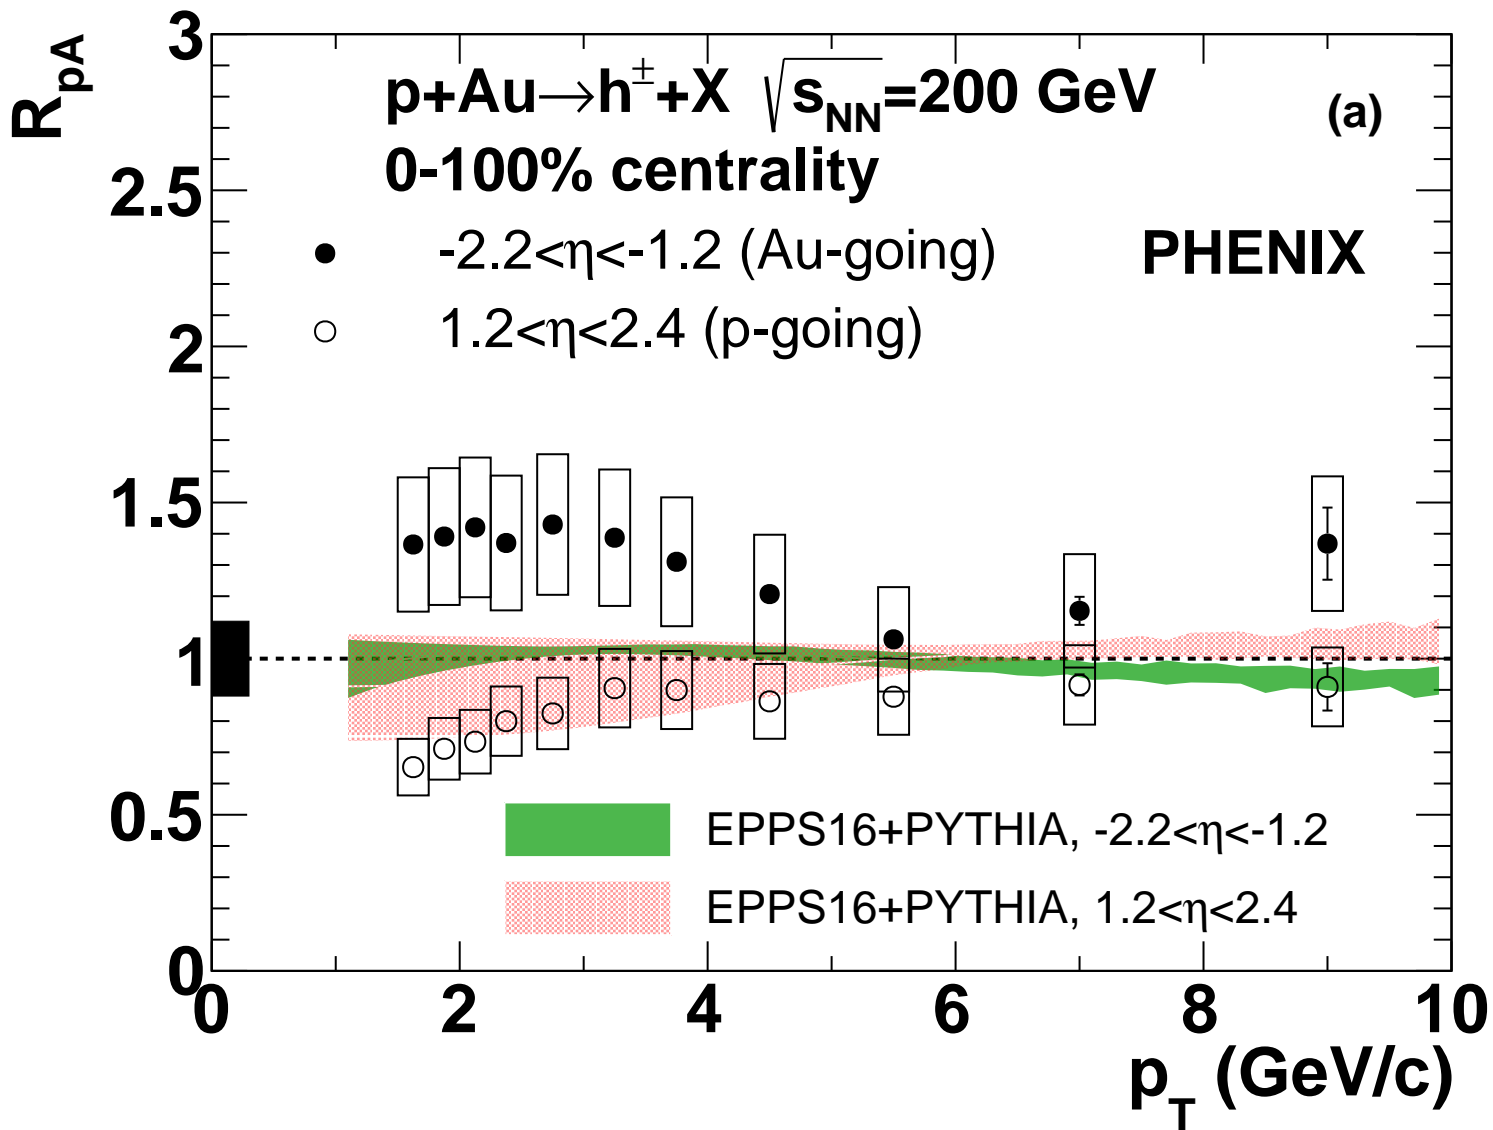 R_pA
3
2.5
2
1.5
1
0.5
0
p+Au→h±+X √s_NN=200 GeV
(a)
0-100% centrality
-2.2<η<-1.2 (Au-going)
PHENIX
1.2<η<2.4 (p-going)
EPPS16+PYTHIA, -2.2<η<-1.2
EPPS16+PYTHIA, 1.2<η<2.4
0 2 4 6 8 10
p_T (GeV/c)